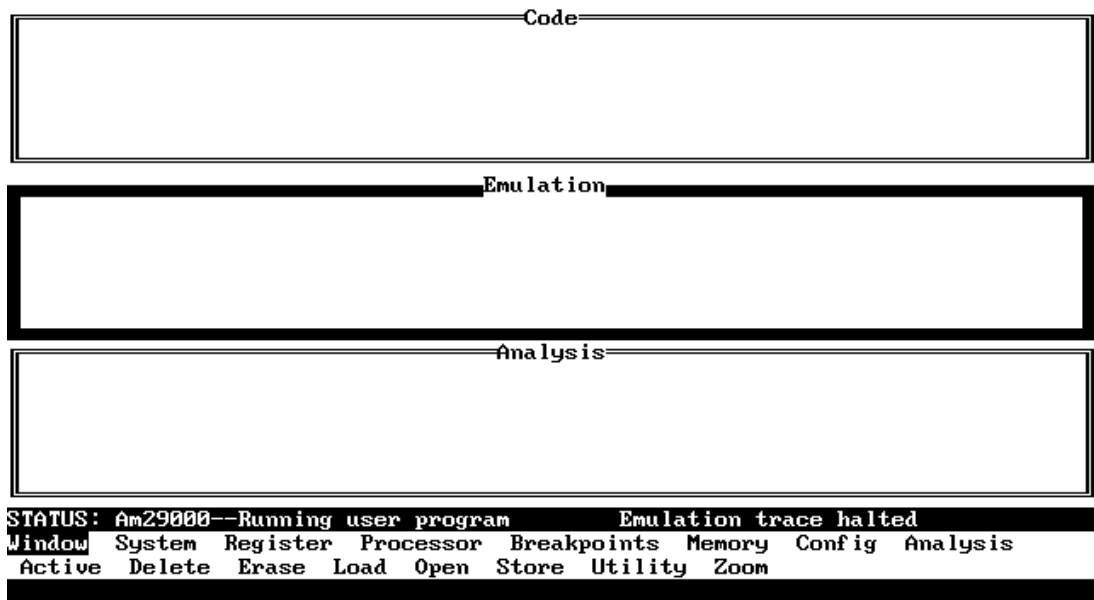 Code
Emulation
Analysis
STATUS: Am29000--Running user program Emulation trace halted
Window System Register Processor Breakpoints Memory Config Analysis
Active Delete Erase Load Open Store Utility Zoom